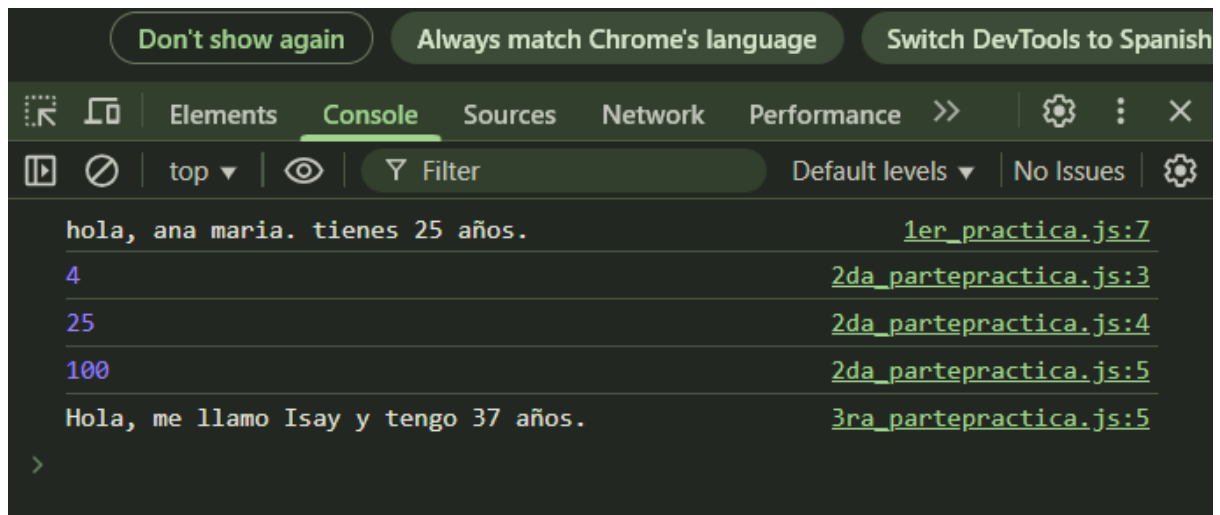 Don't show again Always match Chrome's language Switch DevTools to Spanish
Elements Console Sources Network Performance
top Filter Default levels No Issues
hola, ana maria. tienes 25 años. 1er_practica.js:7
4 2da_partepractica.js:3
25 2da_partepractica.js:4
100 2da_partepractica.js:5
Hola, me llamo Isay y tengo 37 años. 3ra_partepractica.js:5